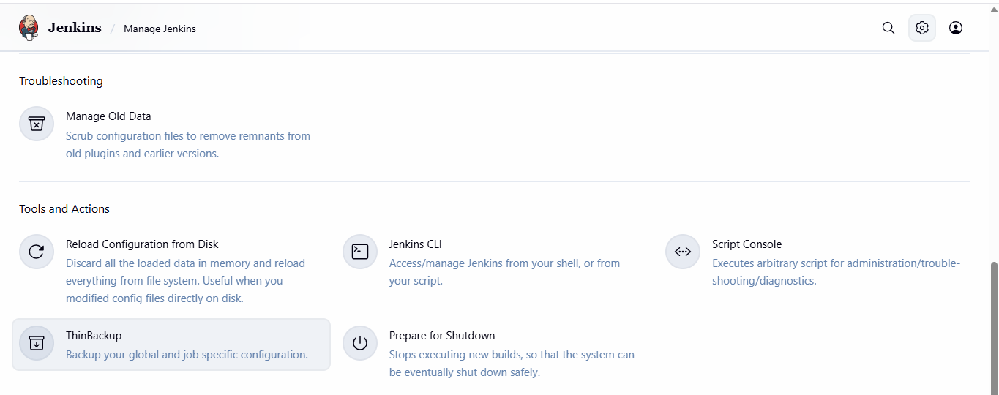 Jenkins / Manage Jenkins
Troubleshooting
Manage Old Data
Scrub configuration files to remove remnants from
old plugins and earlier versions.
Tools and Actions
Reload Configuration from Disk
Discard all the loaded data in memory and reload
everything from file system. Useful when you
modified config files directly on disk.
Jenkins CLI
Access/manage Jenkins from your shell, or from
your script.
Script Console
Executes arbitrary script for administration/trouble-
shooting/diagnostics.
ThinBackup
Backup your global and job specific configuration.
Prepare for Shutdown
Stops executing new builds, so that the system can
be eventually shut down safely.